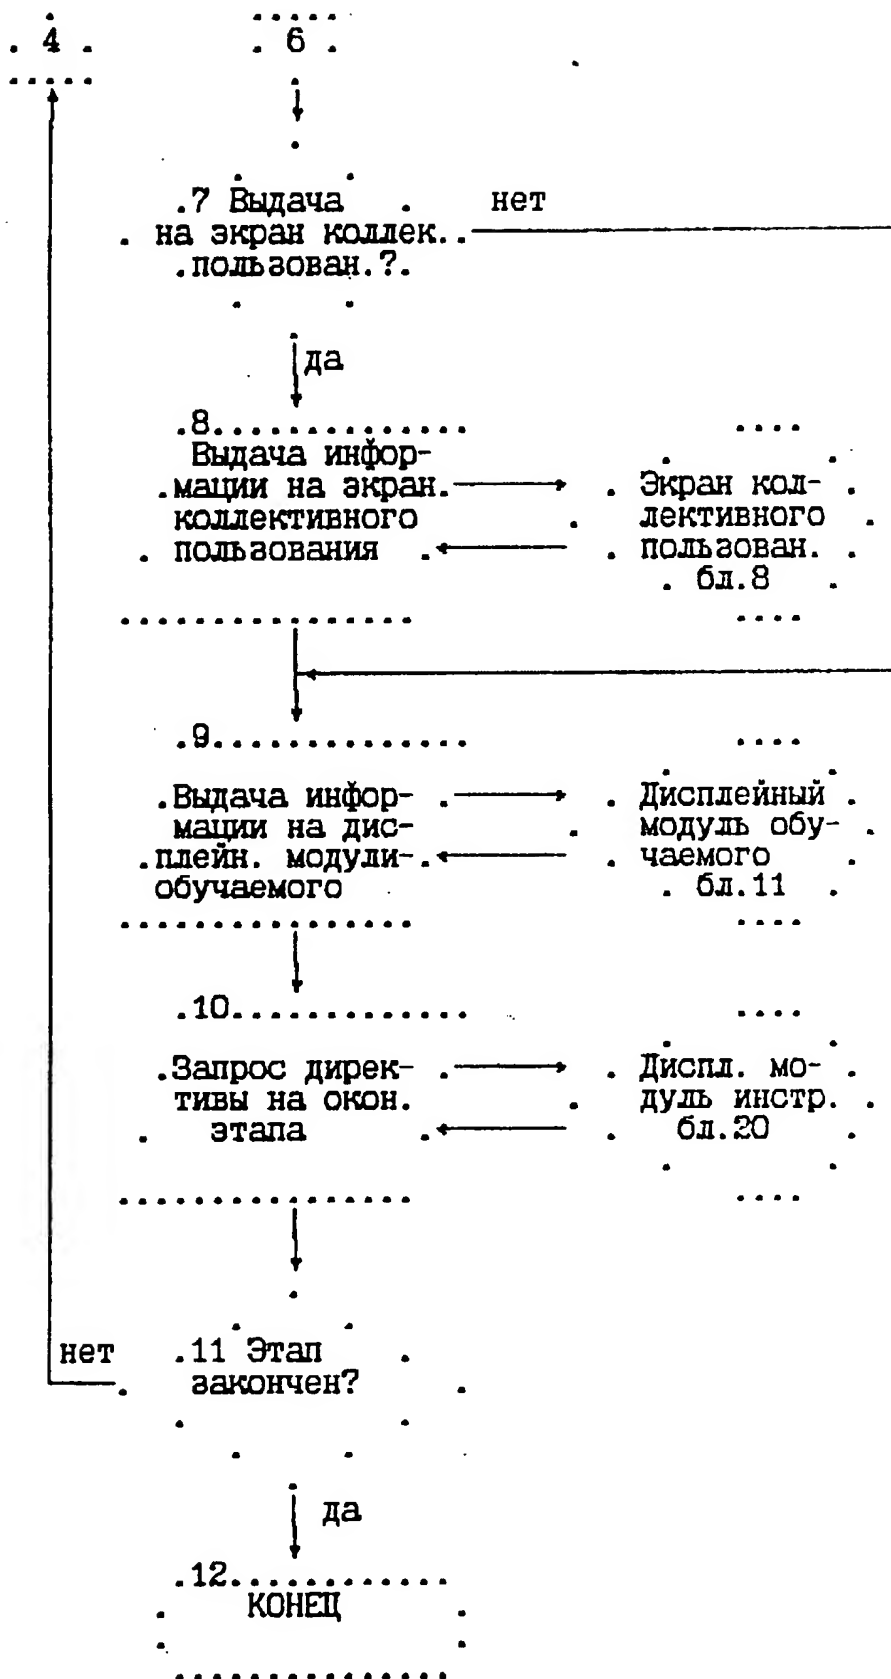 4
6
7 Выдача
на экран коллек.
пользован.?
нет
да
8
Выдача инфор-
мации на экран
коллективного
пользования
Экран кол-
лективного
пользован.
бл.8
9
Выдача инфор-
мации на дис-
плейн. модули
обучаемого
Дисплейный
модуль обу-
чаемого
бл.11
10
Запрос дирек-
тивы на окон.
этапа
Диспл. мо-
дуль инстр.
бл.20
нет
11 Этап
закончен?
да
12
КОНЕЦ